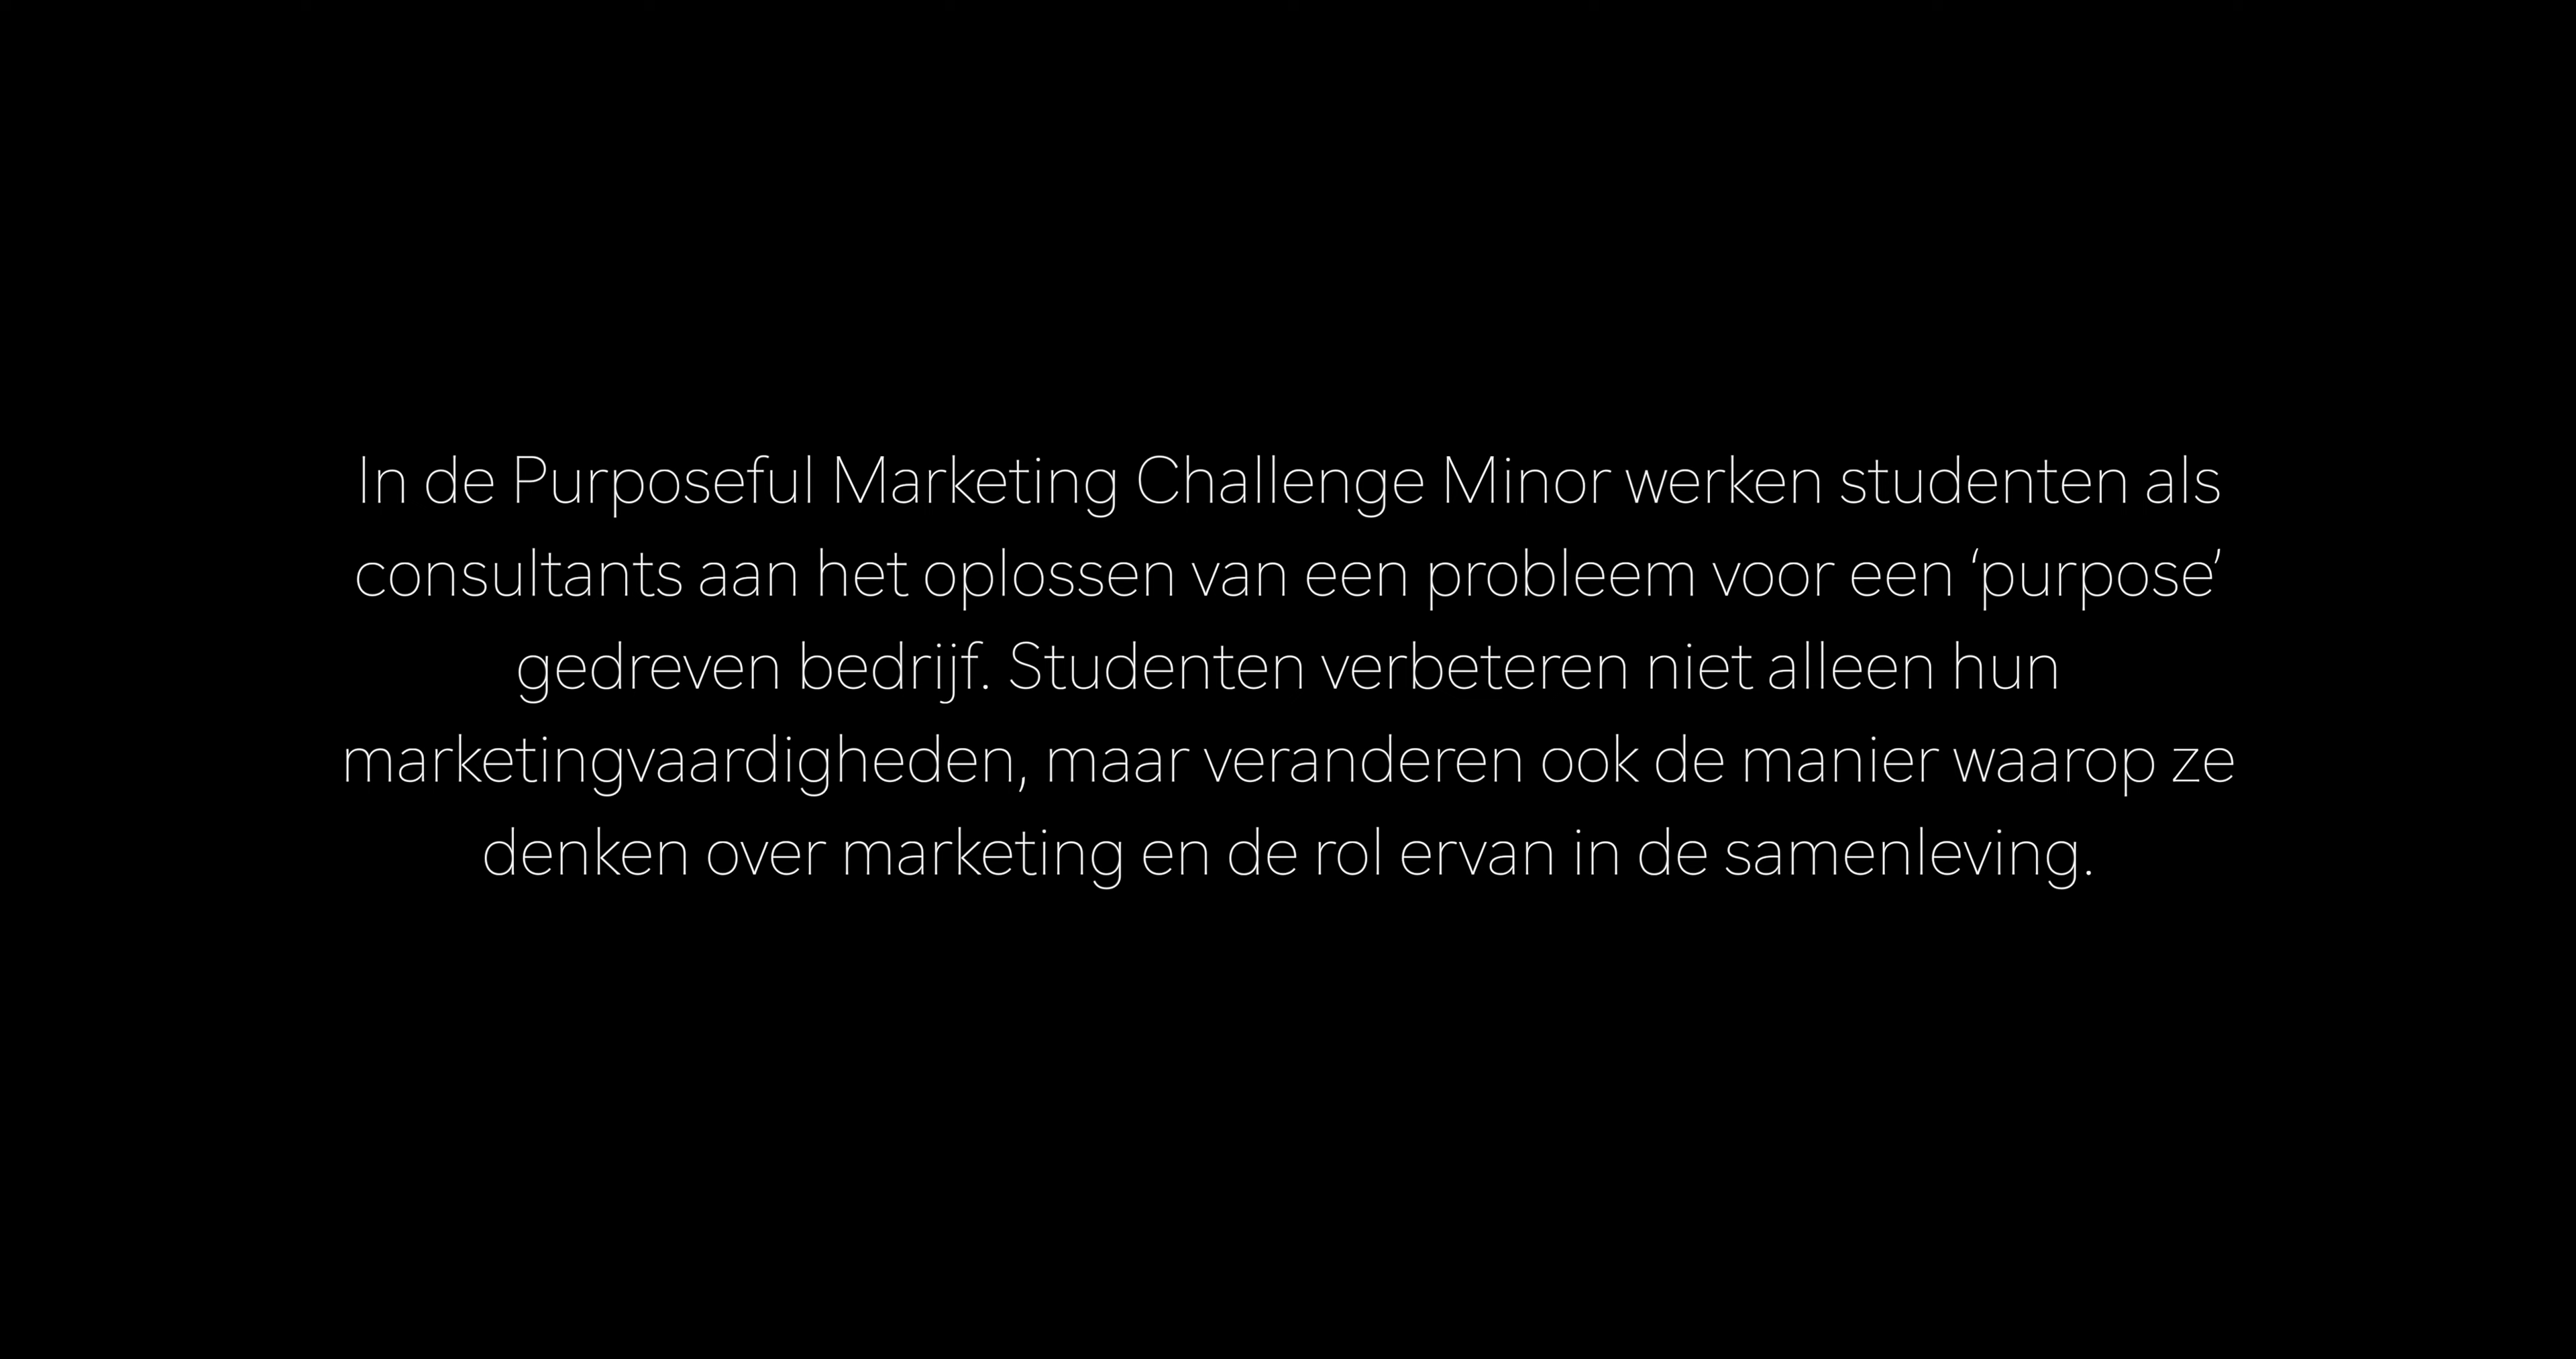 In de Purposeful Marketing Challenge Minor werken studenten als
consultants aan het oplossen van een probleem voor een ‘purpose’
gedreven bedrijf. Studenten verbeteren niet alleen hun
marketingvaardigheden, maar veranderen ook de manier waarop ze
denken over marketing en de rol ervan in de samenleving.